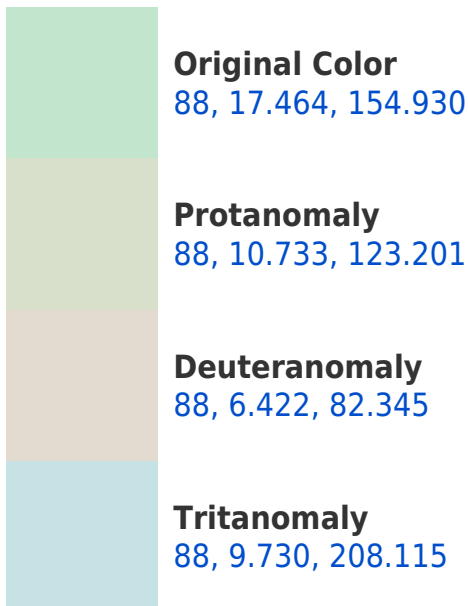 Original Color
88, 17.464, 154.930
Protanomaly
88, 10.733, 123.201
Deuteranomaly
88, 6.422, 82.345
Tritanomaly
88, 9.730, 208.115